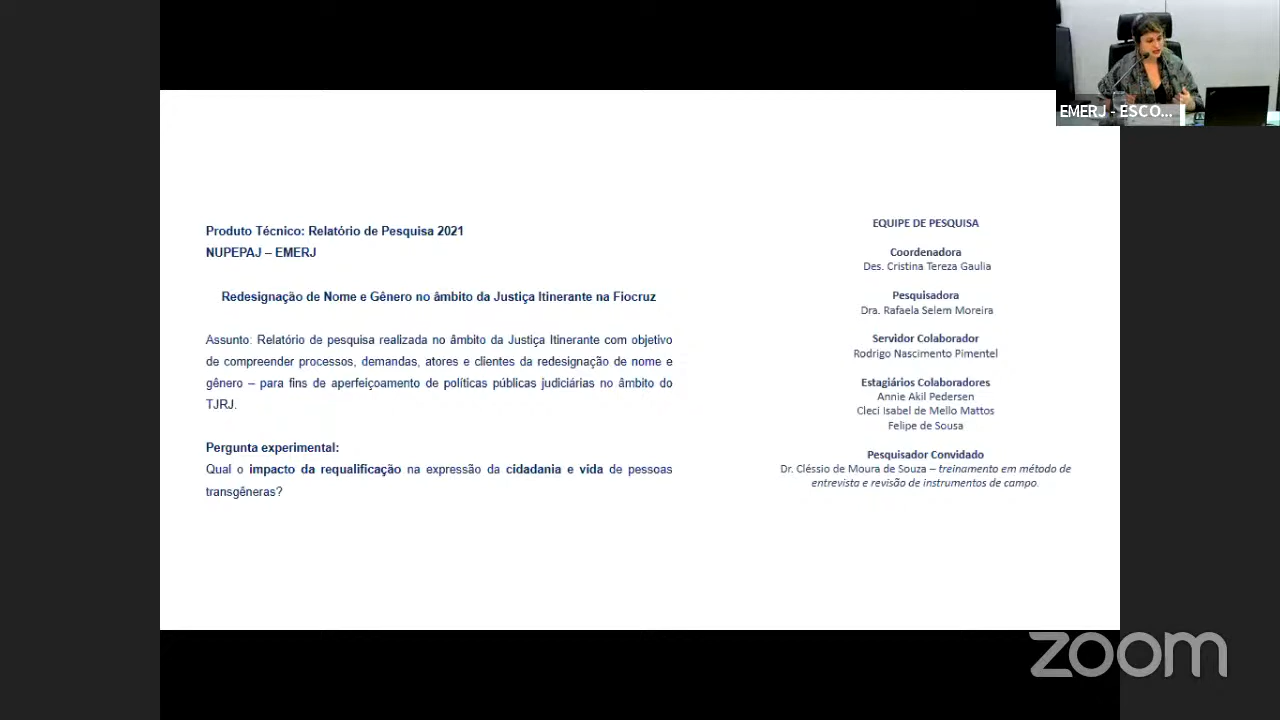 EMERJ - ESCO...
Produto Técnico: Relatório de Pesquisa 2021
NUPEPAJ – EMERJ
Redesignação de Nome e Gênero no âmbito da Justiça Itinerante na Fiocruz
Assunto: Relatório de pesquisa realizada no âmbito da Justiça Itinerante com objetivo
de compreender processos, demandas, atores e clientes da redesignação de nome e
gênero – para fins de aperfeiçoamento de políticas públicas judiciárias no âmbito do
TJRJ.
Pergunta experimental:
Qual o impacto da requalificação na expressão da cidadania e vida de pessoas
transgêneras?
EQUIPE DE PESQUISA
Coordenadora
Des. Cristina Tereza Gaulia
Pesquisadora
Dra. Rafaela Selem Moreira
Servidor Colaborador
Rodrigo Nascimento Pimentel
Estagiários Colaboradores
Annie Akil Pedersen
Cleci Isabel de Mello Mattos
Felipe de Sousa
Pesquisador Convidado
Dr. Cléssio de Moura de Souza – treinamento em método de
entrevista e revisão de instrumentos de campo.
zoom